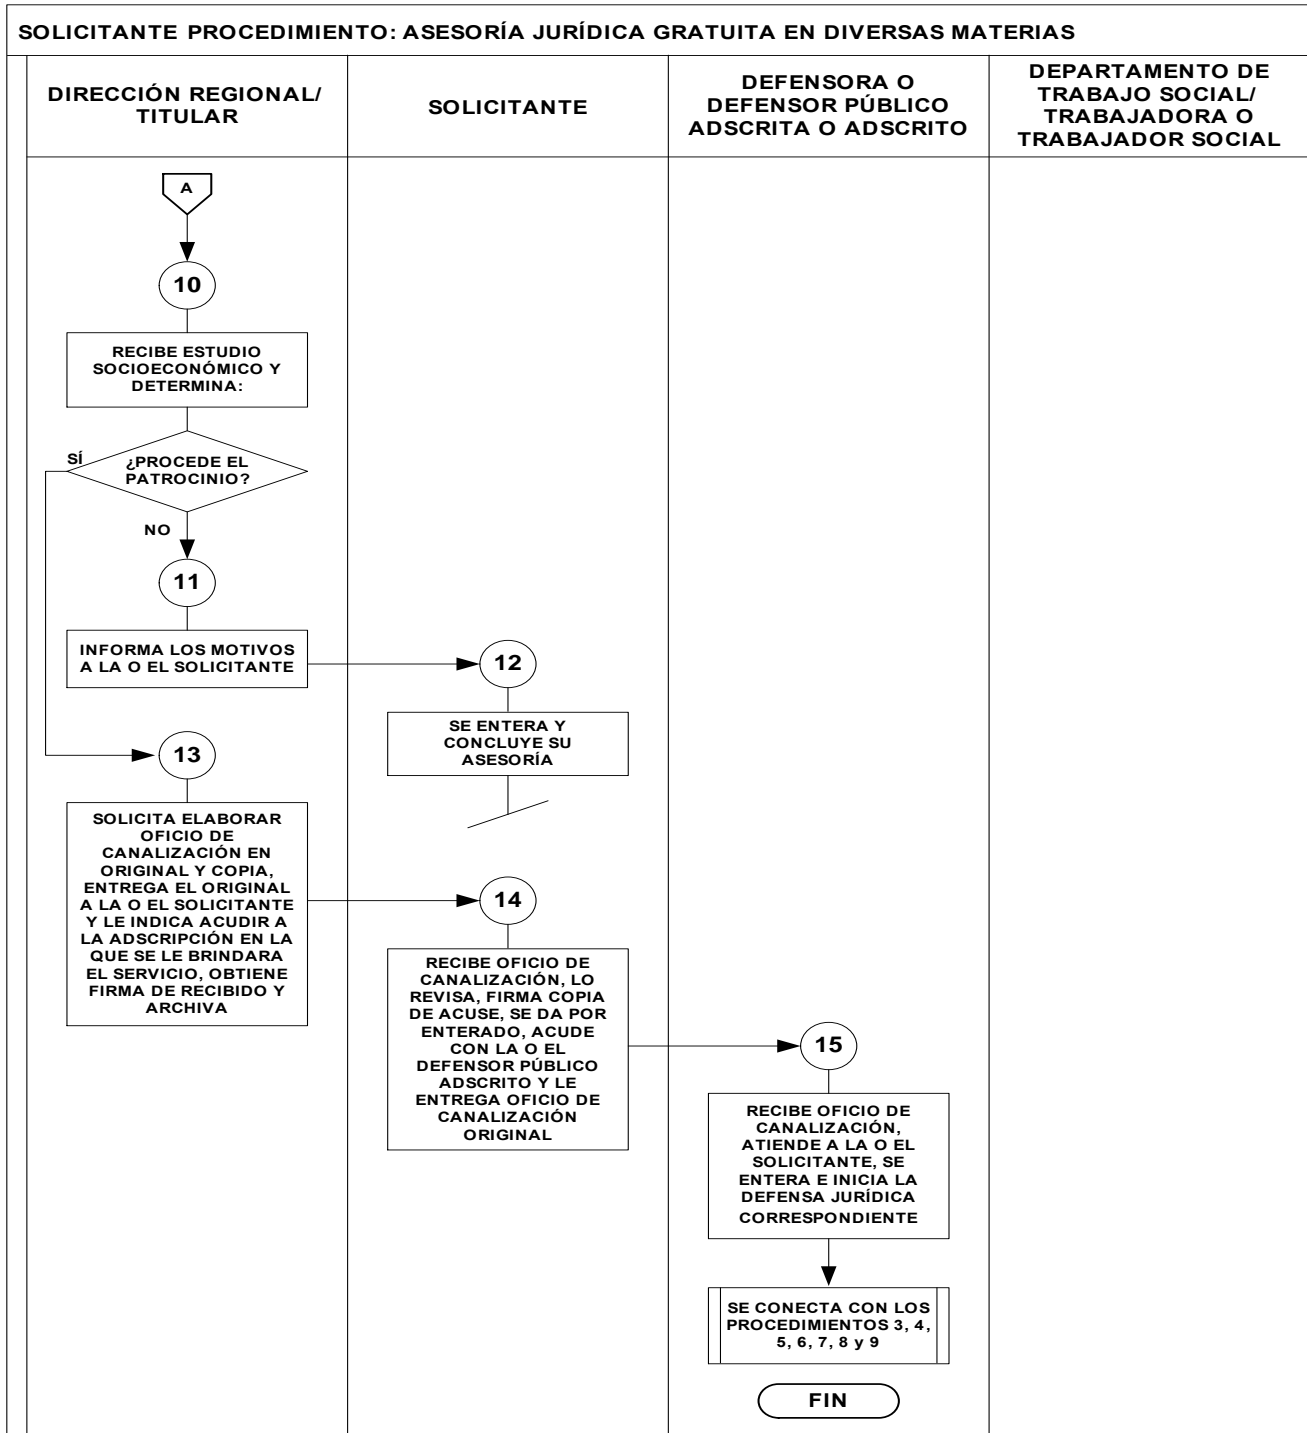 SOLICITANTE PROCEDIMIENTO: ASESORÍA JURÍDICA GRATUITA EN DIVERSAS MATERIAS
DIRECCIÓN REGIONAL/
TITULAR
SOLICITANTE
DEFENSORA O
DEFENSOR PÚBLICO
ADSCRITA O ADSCRITO
DEPARTAMENTO DE
TRABAJO SOCIAL/
TRABAJADORA O
TRABAJADOR SOCIAL
A
10
RECIBE ESTUDIO
SOCIOECONÓMICO Y
DETERMINA:
SÍ
¿PROCEDE EL
PATROCINIO?
NO
11
INFORMA LOS MOTIVOS
A LA O EL SOLICITANTE
12
SE ENTERA Y
CONCLUYE SU
ASESORÍA
13
SOLICITA ELABORAR
OFICIO DE
CANALIZACIÓN EN
ORIGINAL Y COPIA,
ENTREGA EL ORIGINAL
A LA O EL SOLICITANTE
Y LE INDICA ACUDIR A
LA ADSCRIPCIÓN EN LA
QUE SE LE BRINDARA
EL SERVICIO, OBTIENE
FIRMA DE RECIBIDO Y
ARCHIVA
14
RECIBE OFICIO DE
CANALIZACIÓN, LO
REVISA, FIRMA COPIA
DE ACUSE, SE DA POR
ENTERADO, ACUDE
CON LA O EL
DEFENSOR PÚBLICO
ADSCRITO Y LE
ENTREGA OFICIO DE
CANALIZACIÓN
ORIGINAL
15
RECIBE OFICIO DE
CANALIZACIÓN,
ATIENDE A LA O EL
SOLICITANTE, SE
ENTERA E INICIA LA
DEFENSA JURÍDICA
CORRESPONDIENTE
SE CONECTA CON LOS
PROCEDIMIENTOS 3, 4,
5, 6, 7, 8 y 9
FIN